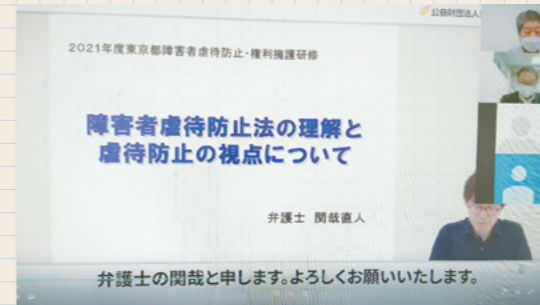 公益財団法人
2021年度東京都障害者虐待防止・権利擁護研修
障害者虐待防止法の理解と
虐待防止の視点について
弁護士 関哉直人
弁護士の関哉と申します。よろしくお願いいたします。